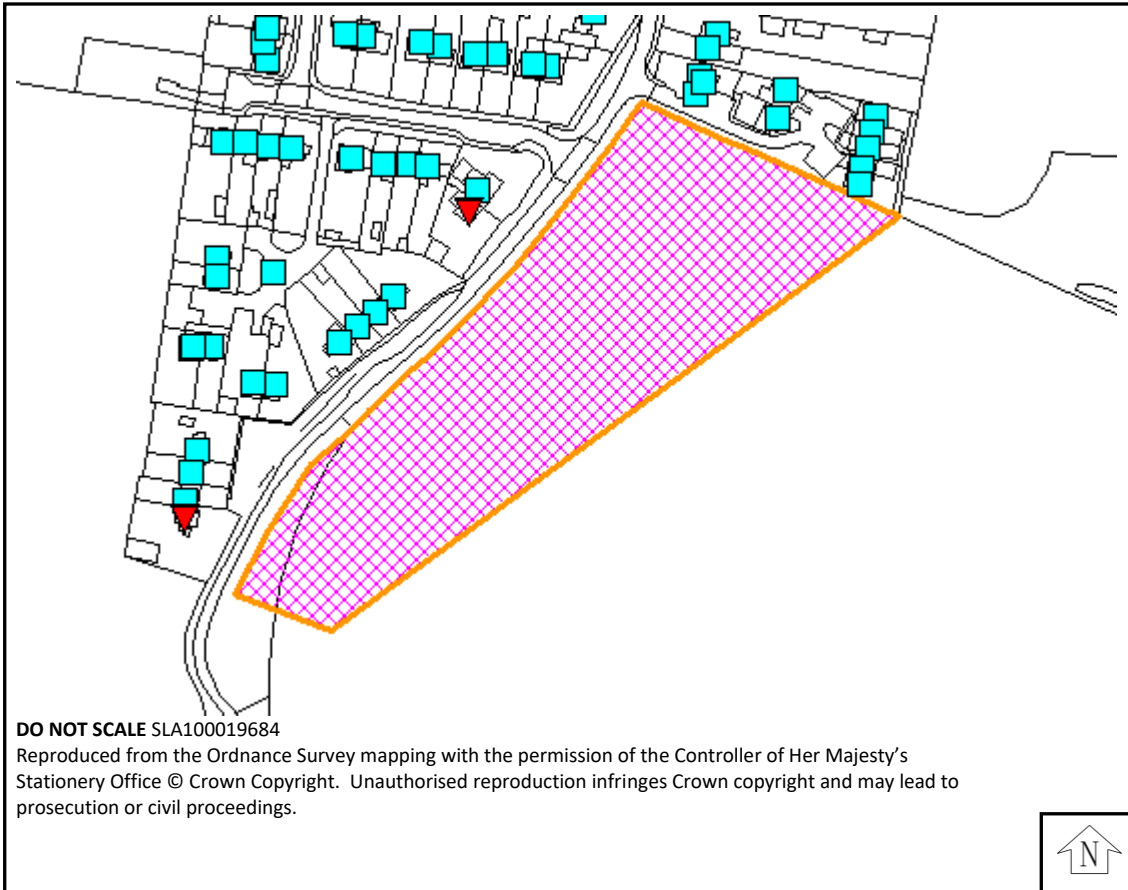 DO NOT SCALE SLA100019684
Reproduced from the Ordnance Survey mapping with the permission of the Controller of Her Majesty’s
Stationery Office © Crown Copyright.  Unauthorised reproduction infringes Crown copyright and may lead to
prosecution or civil proceedings.
N